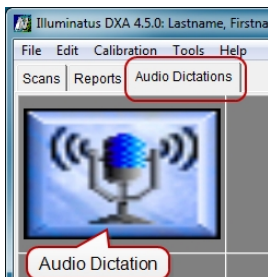 Illuminatus DXA 4.5.0: Lastname, Firstna
File Edit Calibration Tools Help
Scans Reports Audio Dictations
Audio Dictation